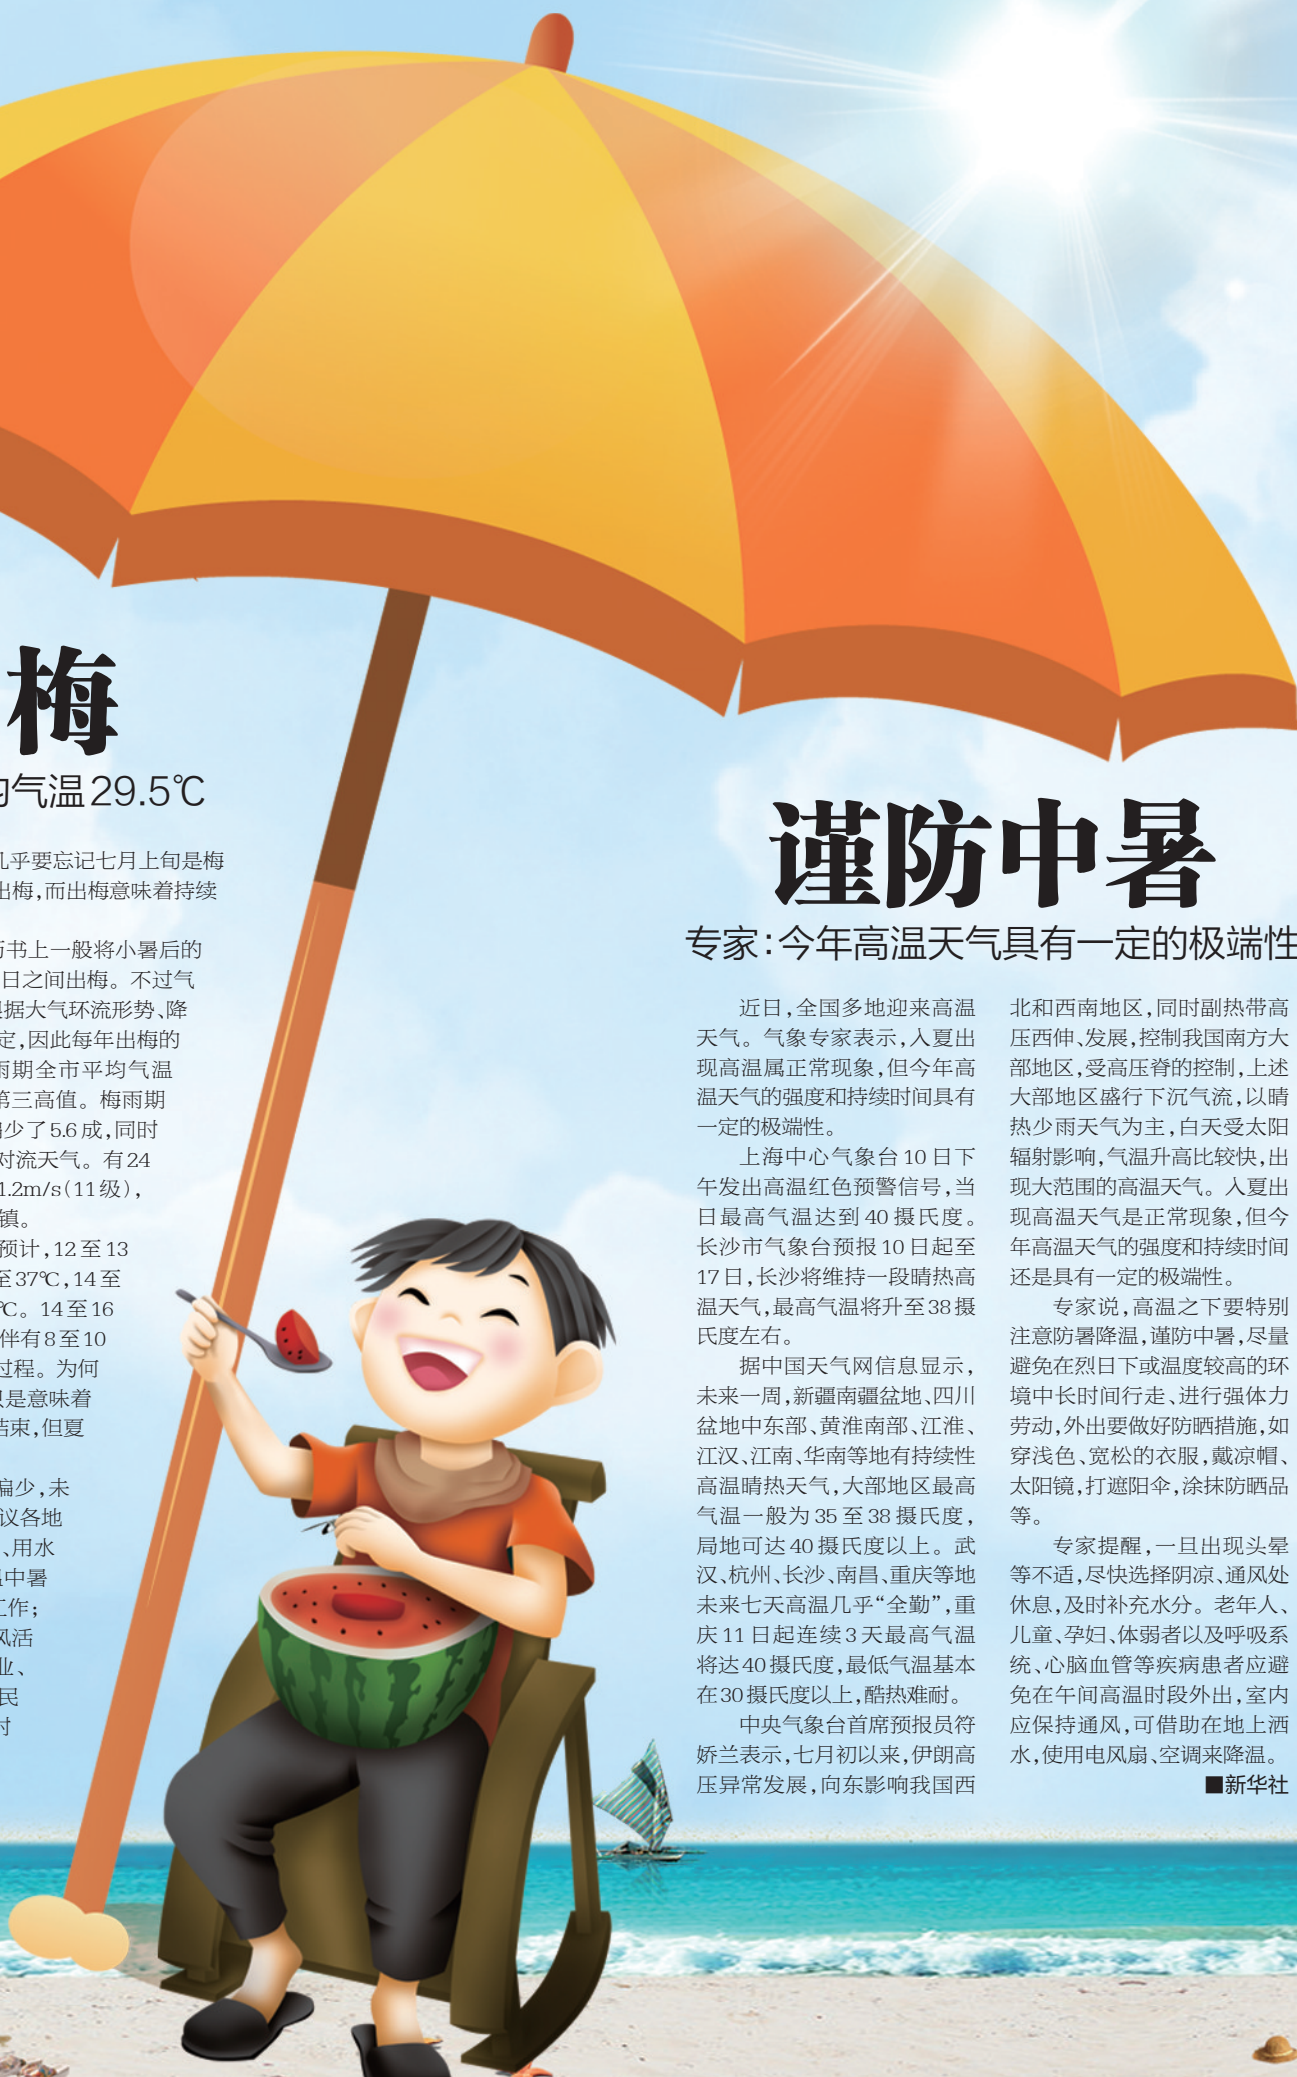 梅
气温29.5℃
几乎要忘记七月上旬是梅
出梅,而出梅意味着持续
历书上一般将小暑后的
日之间出梅。不过气
据大气环流形势、降
定,因此每年出梅的
雨期全市平均气温
第三高值。梅雨期
少了5.6成,同时
对流天气。有24
1.2m/s(11级),
镇。
预计,12至13
至37℃,14至
℃。14至16
伴有8至10
过程。为何
只是意味着
结束,但夏
偏少,未
议各地
、用水
中暑
工作;
风活
业、
民
时
谨防中暑
专家:今年高温天气具有一定的极端性
近日,全国多地迎来高温
天气。气象专家表示,入夏出
现高温属正常现象,但今年高
温天气的强度和持续时间具有
一定的极端性。
上海中心气象台10日下
午发出高温红色预警信号,当
日最高气温达到40摄氏度。
长沙市气象台预报10日起至
17日,长沙将维持一段晴热高
温天气,最高气温将升至38摄
氏度左右。
据中国天气网信息显示,
未来一周,新疆南疆盆地、四川
盆地中东部、黄淮南部、江淮、
江汉、江南、华南等地有持续性
高温晴热天气,大部地区最高
气温一般为35至38摄氏度,
局地可达40摄氏度以上。武
汉、杭州、长沙、南昌、重庆等地
未来七天高温几乎“全勤”,重
庆11日起连续3天最高气温
将达40摄氏度,最低气温基本
在30摄氏度以上,酷热难耐。
中央气象台首席预报员符
娇兰表示,七月初以来,伊朗高
压异常发展,向东影响我国西
北和西南地区,同时副热带高
压西伸、发展,控制我国南方大
部地区,受高压脊的控制,上述
大部地区盛行下沉气流,以晴
热少雨天气为主,白天受太阳
辐射影响,气温升高比较快,出
现大范围的高温天气。入夏出
现高温天气是正常现象,但今
年高温天气的强度和持续时间
还是具有一定的极端性。
专家说,高温之下要特别
注意防暑降温,谨防中暑,尽量
避免在烈日下或温度较高的环
境中长时间行走、进行强体力
劳动,外出要做好防晒措施,如
穿浅色、宽松的衣服,戴凉帽、
太阳镜,打遮阳伞,涂抹防晒品
等。
专家提醒,一旦出现头晕
等不适,尽快选择阴凉、通风处
休息,及时补充水分。老年人、
儿童、孕妇、体弱者以及呼吸系
统、心脑血管等疾病患者应避
免在午间高温时段外出,室内
应保持通风,可借助在地上洒
水,使用电风扇、空调来降温。
■新华社